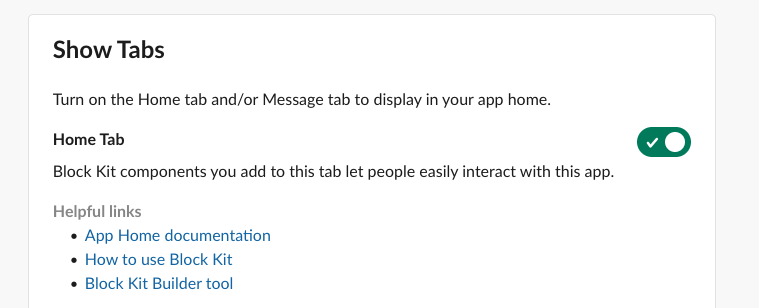 Show Tabs
Turn on the Home tab and/or Message tab to display in your app home.
Home Tab
Block Kit components you add to this tab let people easily interact with this app.
Helpful links
• App Home documentation
• How to use Block Kit
• Block Kit Builder tool